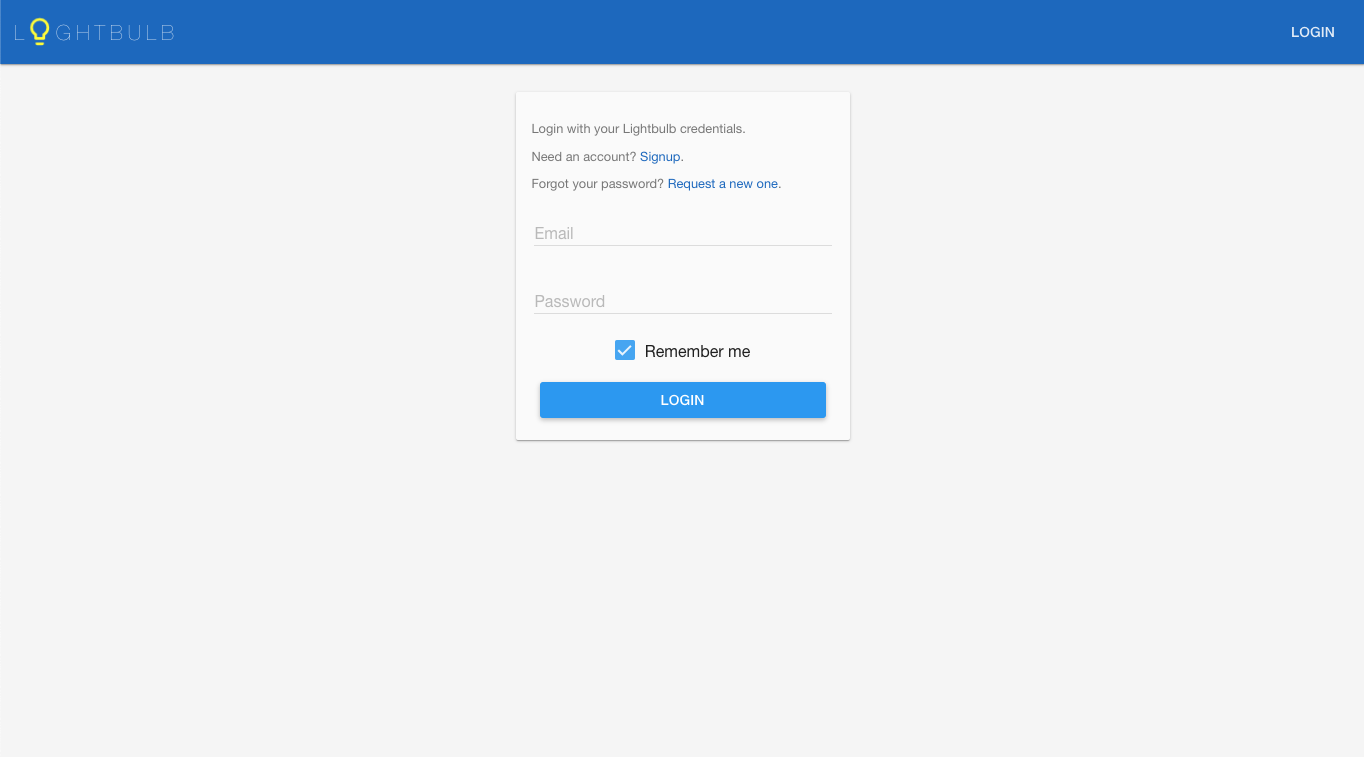 LIGHTBULB
LOGIN
Login with your Lightbulb credentials.
Need an account? Signup.
Forgot your password? Request a new one.
Email
Password
Remember me
LOGIN